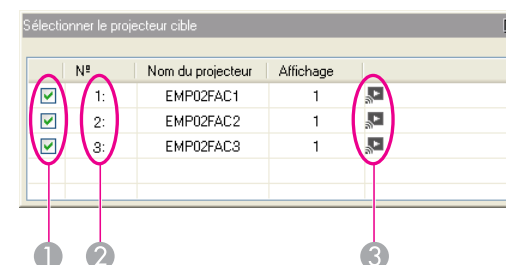 Sélectionner le projecteur cible
Nº Nom du projecteur Affichage
1: EMP02FAC1 1
2: EMP02FAC2 1
3: EMP02FAC3 1
1 2 3